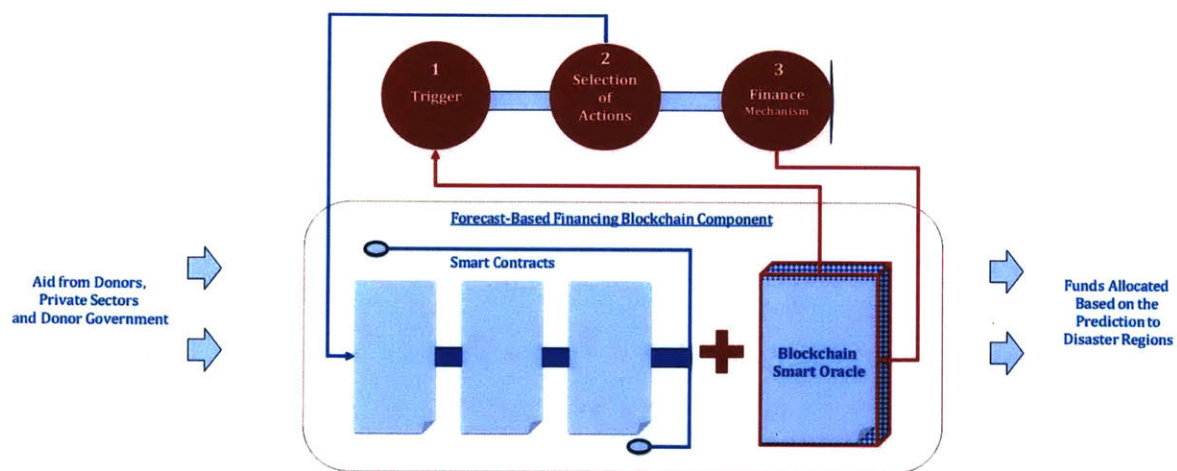 1
Trigger
2
Selection
of
Actions
3
Finance
Mechanism
Forecast-Based Financing Blockchain Component
Smart Contracts
Aid from Donors,
Private Sectors
and Donor Government
Blockchain
Smart Oracle
Funds Allocated
Based on the
Prediction to
Disaster Regions